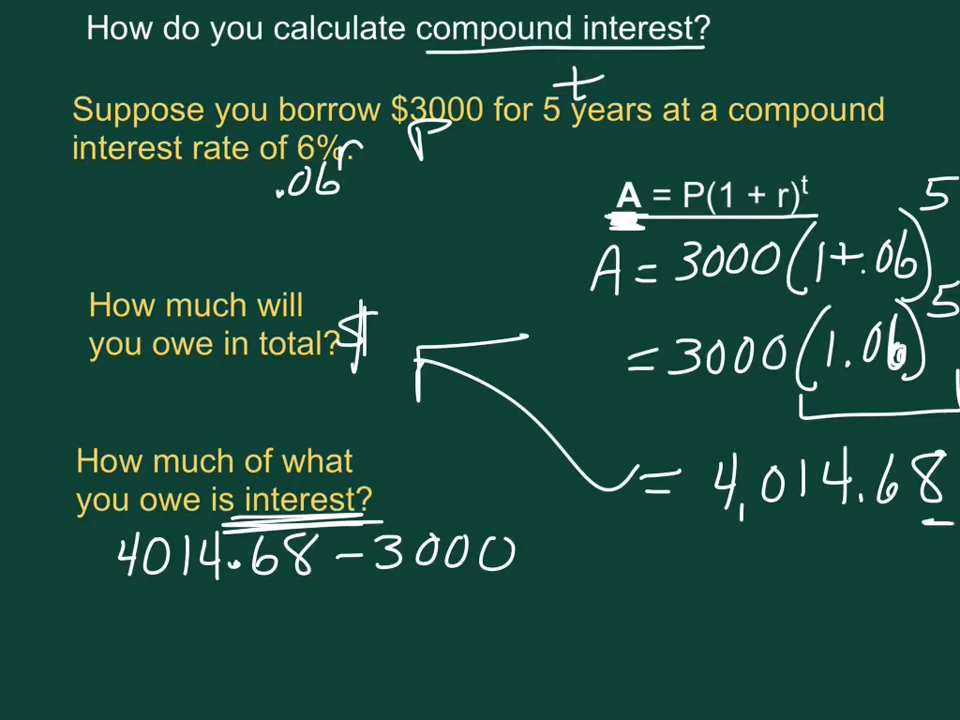 How do you calculate compound interest?
t
Suppose you borrow $3000 for 5 years at a compound
interest rate of 6%.
r
P
.06
A = P(1 + r)^t
A = 3000(1+.06)^5
How much will
you owe in total? $
= 3000(1.06)^5
How much of what
you owe is interest?
= 4,014.68
4014.68 - 3000